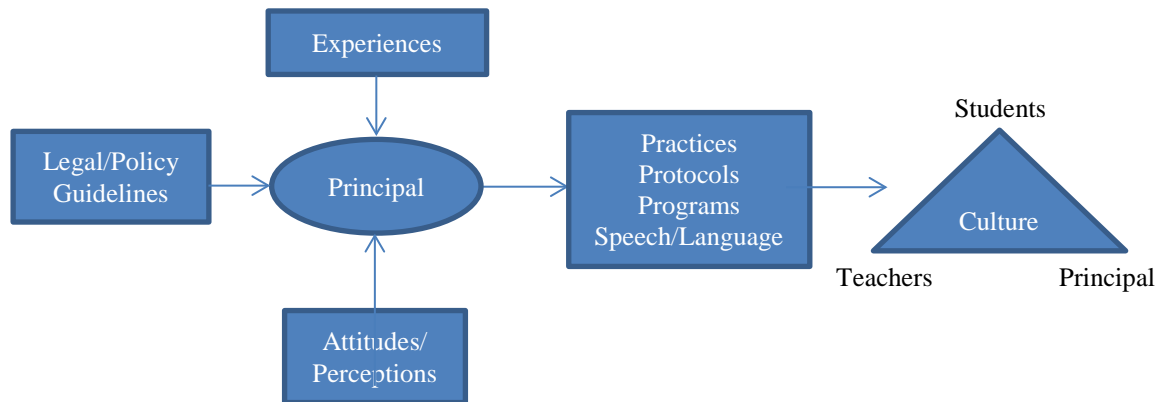 Experiences
Legal/Policy
Guidelines
Principal
Practices
Protocols
Programs
Speech/Language
Students
Culture
Teachers
Principal
Attitudes/
Perceptions